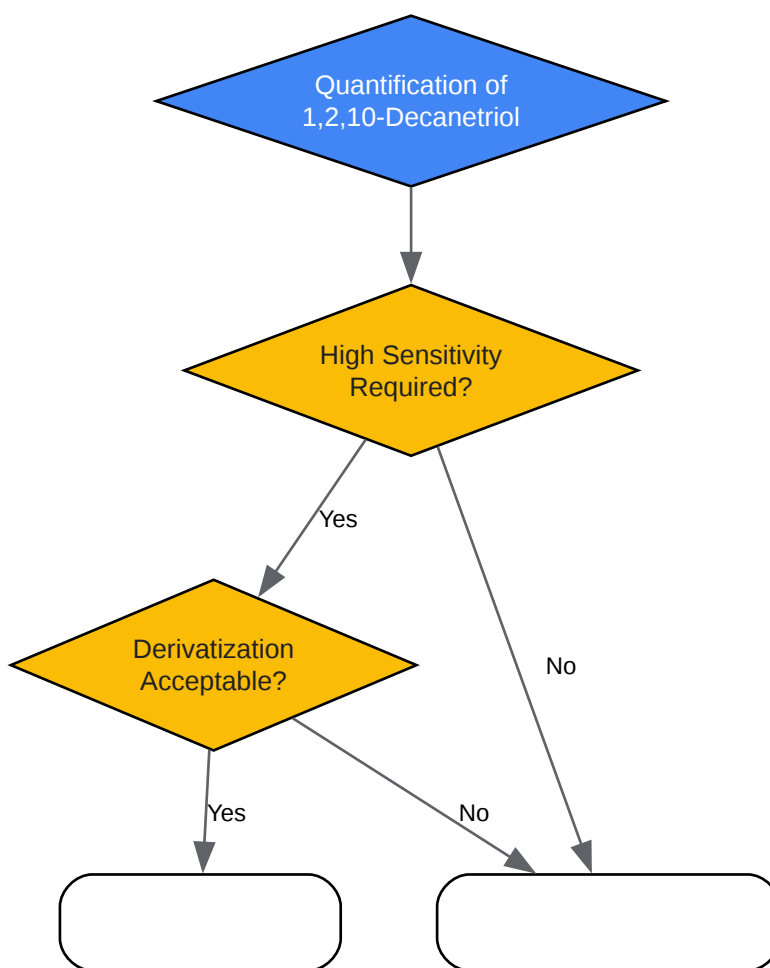 Quantification of
1,2,10-Decanetriol
High Sensitivity
Required?
Yes
No
Derivatization
Acceptable?
Yes
No